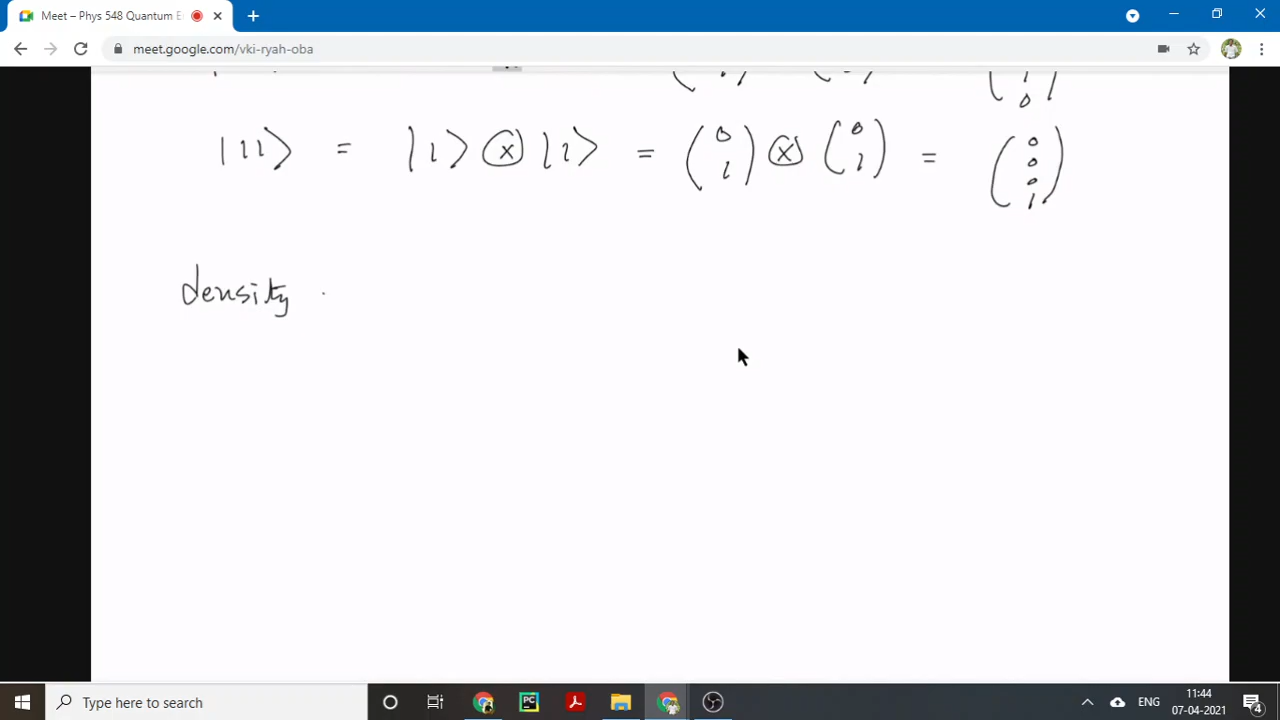 Meet – Phys 548 Quantum E
meet.google.com/vki-ryah-oba
|11⟩ = |1⟩ ⊗ |1⟩ = (0 1) ⊗ (0 1) = (0 0 0 1)
density
Type here to search
ENG
11:44
07-04-2021
4